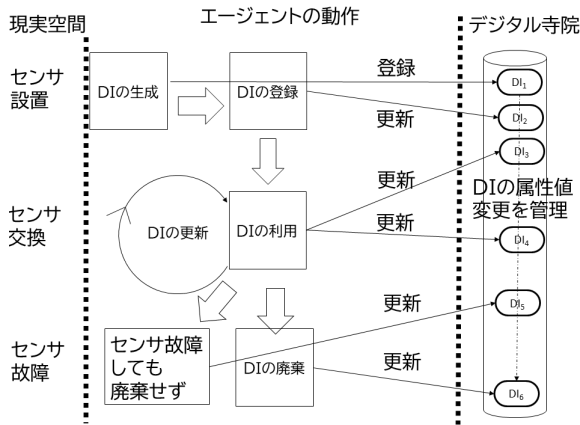 現実空間
エージェントの動作
デジタル寺院
センサ
設置
DIの生成
DIの登録
登録
更新
DI1
DI2
DI3
センサ
交換
DIの更新
DIの利用
更新
更新
DIの属性値
変更を管理
DI4
センサ
故障
センサ故障
しても
廃棄せず
DIの廃棄
更新
更新
DI5
DI6